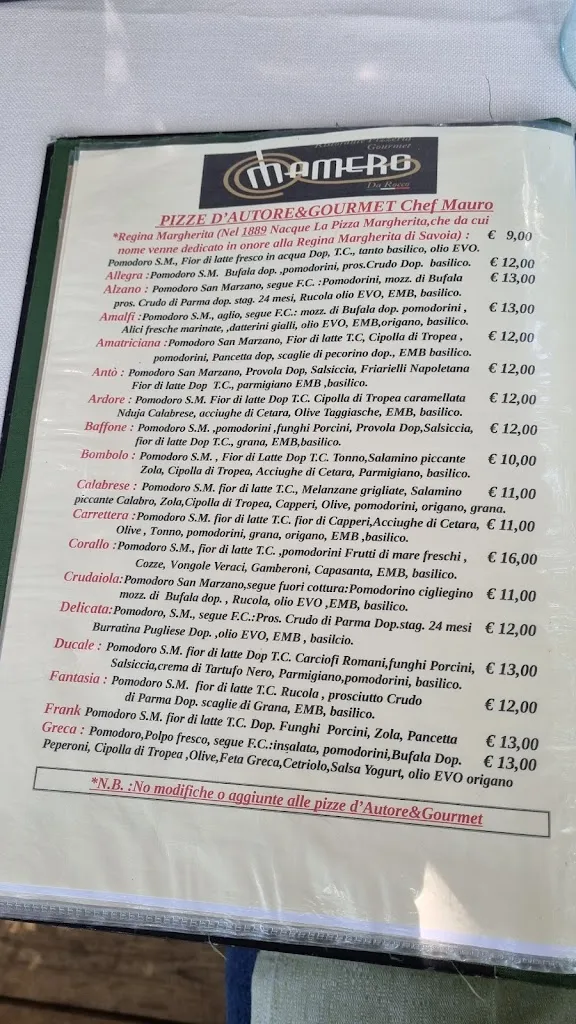 Ristorante Pizzeria
Gourmet
MAMERO
Da Rocco
PIZZE D'AUTORE&GOURMET Chef Mauro
*Regina Margherita (Nel 1889 Nacque La Pizza Margherita,che da cui
nome venne dedicato in onore alla Regina Margherita di Savoia) : € 9,00
Pomodoro S.M., Fior di latte fresco in acqua Dop, T.C., tanto basilico, olio EVO.
Allegra :Pomodoro S.M. Bufala dop. ,pomodorini, pros.Crudo Dop. basilico. € 12,00
Alzano : Pomodoro San Marzano, segue F.C. :Pomodorini, mozz. di Bufala € 13,00
pros. Crudo di Parma dop. stag. 24 mesi, Rucola olio EVO, EMB, basilico.
Amalfi : Pomodoro S.M., aglio, segue F.C.: mozz. di Bufala dop. pomodorini , € 13,00
Alici fresche marinate, ,datterini gialli, olio EVO, EMB,origano, basilico.
Amatriciana :Pomodoro San Marzano, Fior di latte T.C, Cipolla di Tropea , € 12,00
pomodorini, Pancetta dop, scaglie di pecorino dop., EMB basilico.
Antò : Pomodoro San Marzano, Provola Dop, Salsiccia, Friarielli Napoletana € 12,00
Fior di latte Dop T.C., parmigiano EMB ,basilico.
Ardore : Pomodoro S.M. Fior di latte Dop T.C. Cipolla di Tropea caramellata € 12,00
Nduja Calabrese, acciughe di Cetara, Olive Taggiasche, EMB, basilico.
Baffone : Pomodoro S.M. ,pomodorini ,funghi Porcini, Provola Dop,Salsiccia, € 12,00
fior di latte Dop T.C., grana, EMB,basilico.
Bombolo : Pomodoro S.M. , Fior di Latte Dop T.C. Tonno,Salamino piccante € 10,00
Zola, Cipolla di Tropea, Acciughe di Cetara, Parmigiano, basilico.
Calabrese : Pomodoro S.M. fior di latte T.C., Melanzane grigliate, Salamino € 11,00
piccante Calabro, Zola,Cipolla di Tropea, Capperi, Olive, pomodorini, origano, grana.
Carrettera :Pomodoro S.M. fior di latte T.C. fior di Capperi,Acciughe di Cetara, € 11,00
Olive , Tonno, pomodorini, grana, origano, EMB ,basilico.
Corallo :Pomodoro S.M., fior di latte T.C. ,pomodorini Frutti di mare freschi , € 16,00
Cozze, Vongole Veraci, Gamberoni, Capasanta, EMB, basilico.
Crudaiola:Pomodoro San Marzano,segue fuori cottura:Pomodorino cigliegino € 11,00
mozz. di Bufala dop. , Rucola, olio EVO ,EMB, basilico.
Delicata:Pomodoro, S.M., segue F.C.:Pros. Crudo di Parma Dop.stag. 24 mesi € 12,00
Burratina Pugliese Dop. ,olio EVO, EMB , basilcio.
Ducale : Pomodoro S.M. fior di latte Dop T.C. Carciofi Romani,funghi Porcini, € 13,00
Salsiccia,crema di Tartufo Nero, Parmigiano,pomodorini, basilico.
Fantasia : Pomodoro S.M. fior di latte T.C. Rucola , prosciutto Crudo € 12,00
di Parma Dop. scaglie di Grana, EMB, basilico.
Frank Pomodoro S.M. fior di latte T.C. Dop. Funghi Porcini, Zola, Pancetta € 13,00
Greca : Pomodoro,Polpo fresco, segue F.C.:insalata, pomodorini,Bufala Dop. € 13,00
Peperoni, Cipolla di Tropea ,Olive,Feta Greca,Cetriolo,Salsa Yogurt, olio EVO origano
*N.B. :No modifiche o aggiunte alle pizze d'Autore&Gourmet